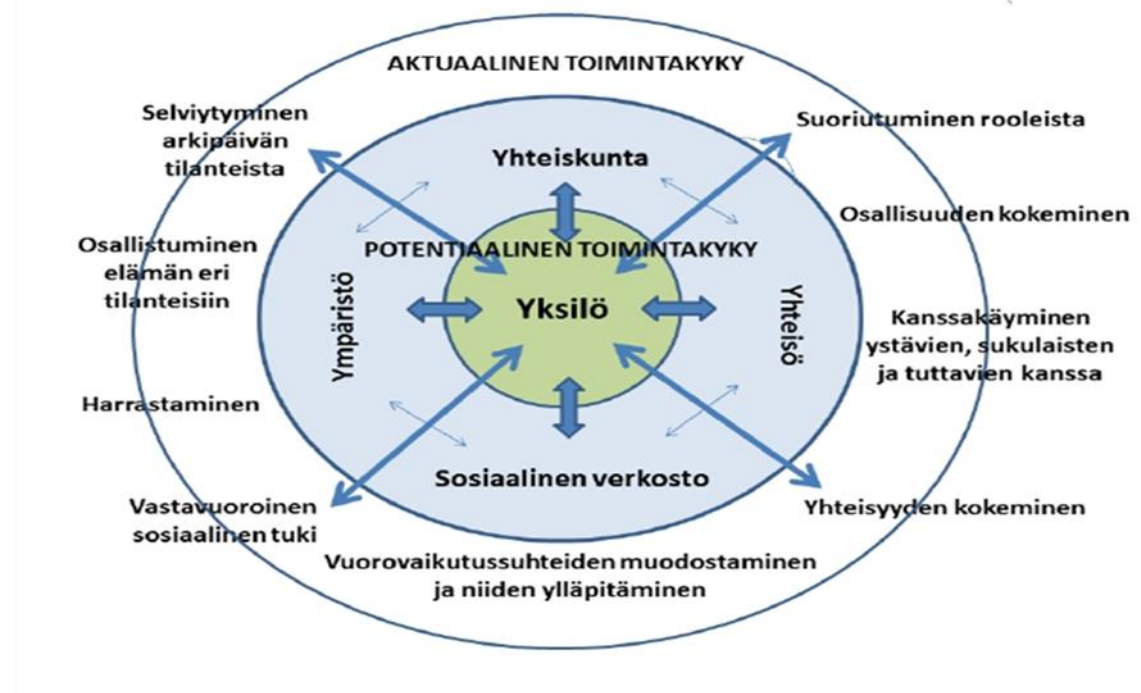 AKTUAALINEN TOIMINTAKYKY
Selviytyminen
arkipäivän
tilanteista
Suoriutuminen rooleista
Yhteiskunta
Osallisuuden kokeminen
Osallistuminen
elämän eri
tilanteisiin
POTENTIAALINEN TOIMINTAKYKY
Ympäristö
Yksilö
Yhteisö
Kanssakäyminen
ystävien, sukulaisten
ja tuttavien kanssa
Harrastaminen
Sosiaalinen verkosto
Vastavuoroinen
sosiaalinen tuki
Yhteisyyden kokeminen
Vuorovaikutussuhteiden muodostaminen
ja niiden ylläpitäminen